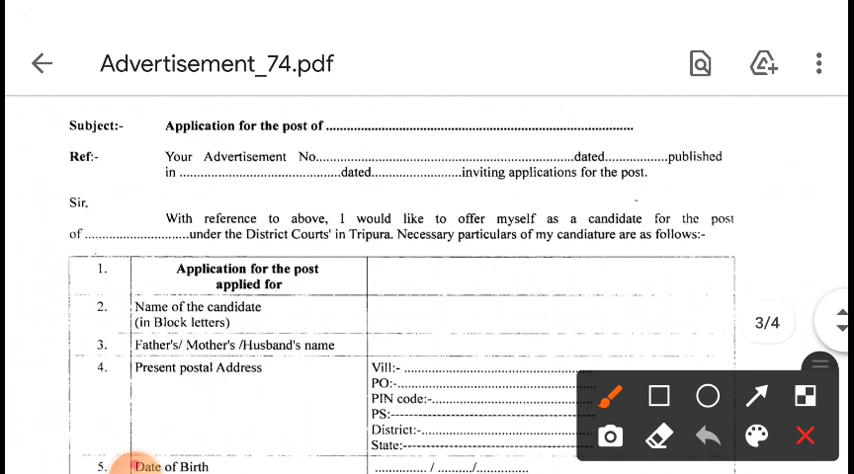 Advertisement_74.pdf
Subject:- Application for the post of ................................................................................
Ref:- Your Advertisement No....................................................................dated.................published
in ...........................................dated........................inviting applications for the post.
Sir,
With reference to above, I would like to offer myself as a candidate for the post
of ............................under the District Courts' in Tripura. Necessary particulars of my candiature are as follows:-
1. Application for the post
applied for
2. Name of the candidate
(in Block letters)
3. Father's/ Mother's /Husband's name
4. Present postal Address Vill:- ..................................................
PO:-....................................................
PIN code:-...........................................
PS:------------------------------------------------
District:-..............................................
State:---------------------------------------------
5. Date of Birth .............. / ........../..............
3/4